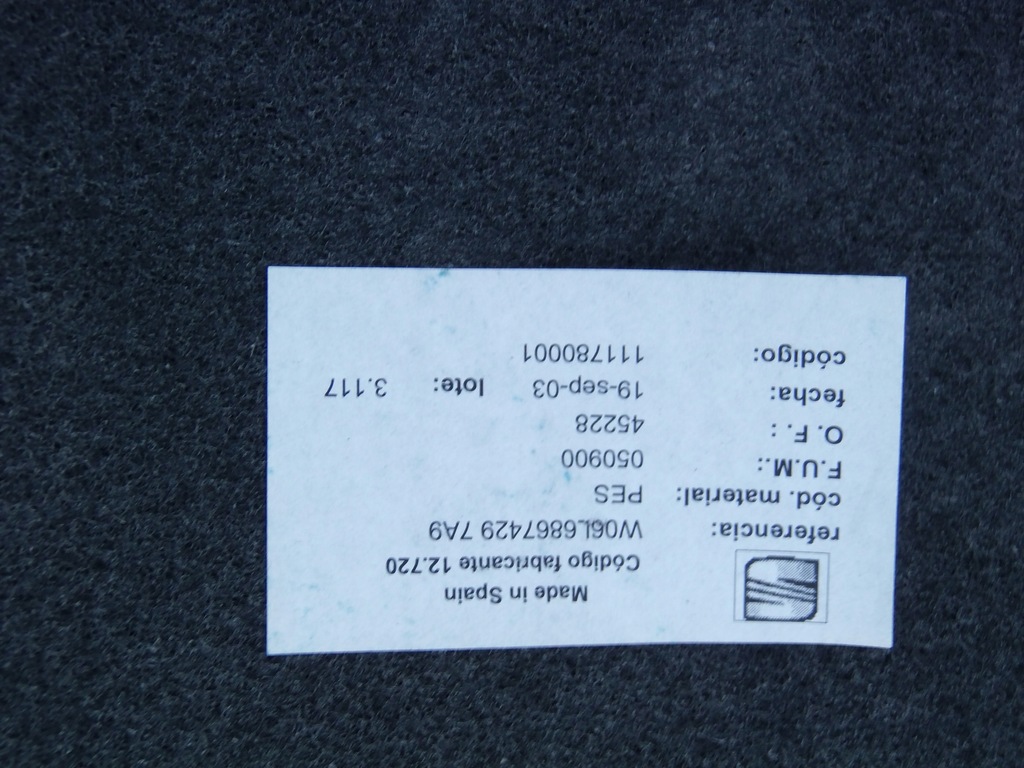 Made in Spain
Código fabricante 12.720
referencia: W06L6867429 7A9
cód. material: PES
F.U.M.: 050900
O. F. : 45228
fecha: 19-sep-03 lote: 3.117
código: 111780001